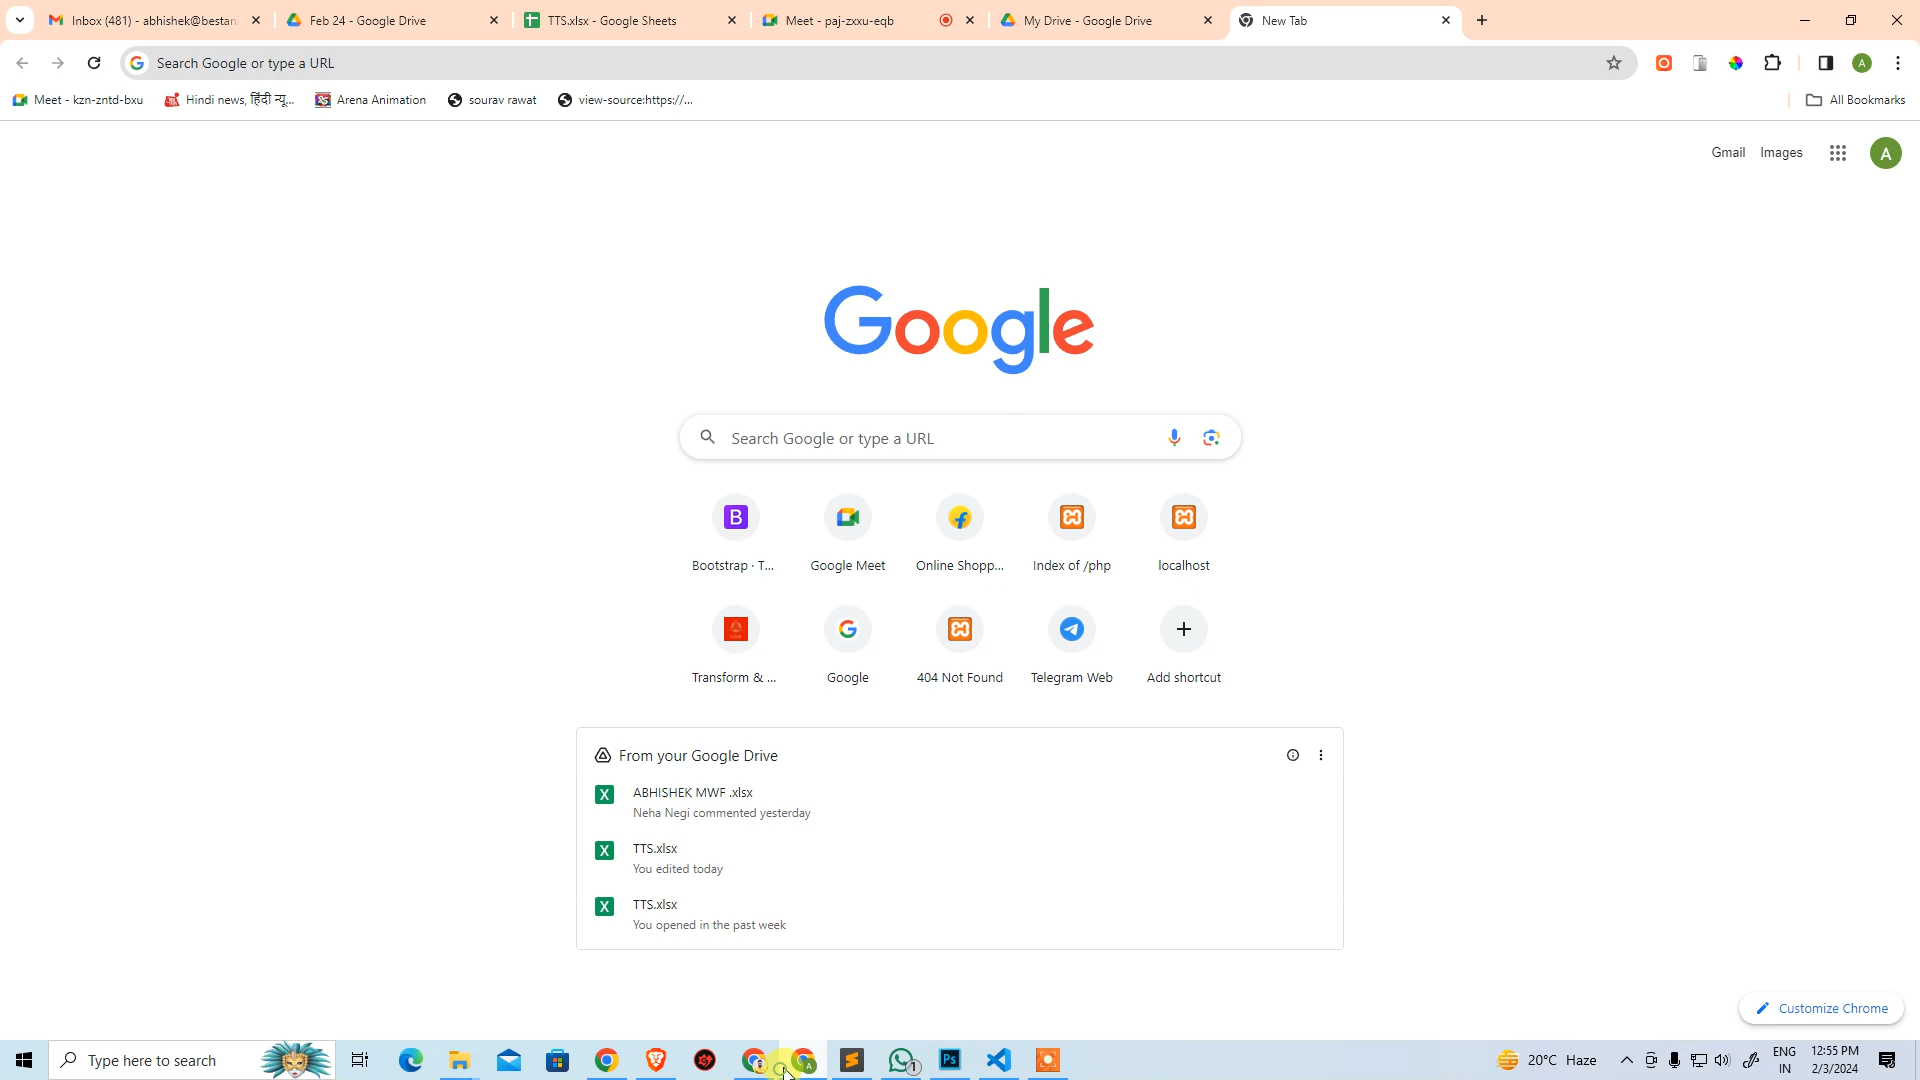 Inbox (481) - abhishek@bestan
Feb 24 - Google Drive
TTS.xlsx - Google Sheets
Meet - paj-zxxu-eqb
My Drive - Google Drive
New Tab
Search Google or type a URL
A
Meet - kzn-zntd-bxu
Hindi news, हिंदी न्यू...
Arena Animation
sourav rawat
view-source:https://...
All Bookmarks
Gmail
Images
A
Google
Search Google or type a URL
Bootstrap · T...
Google Meet
Online Shopp...
Index of /php
localhost
Transform & ...
Google
404 Not Found
Telegram Web
Add shortcut
From your Google Drive
ABHISHEK MWF .xlsx
Neha Negi commented yesterday
TTS.xlsx
You edited today
TTS.xlsx
You opened in the past week
Customize Chrome
Type here to search
20°C Haze
ENG
IN
12:55 PM
2/3/2024